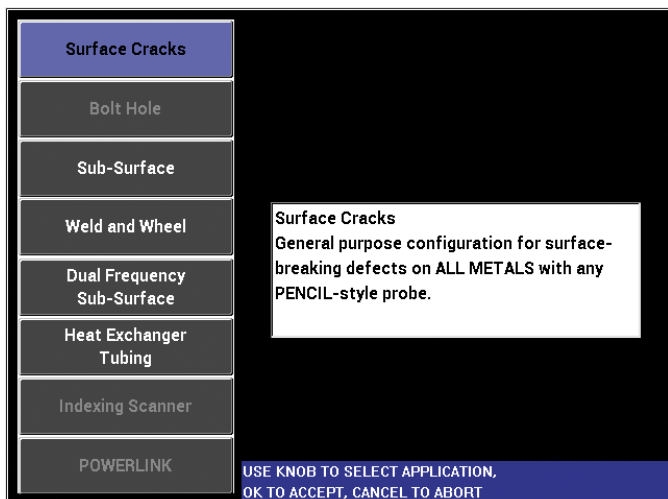 Surface Cracks
Bolt Hole
Sub-Surface
Weld and Wheel
Dual Frequency
Sub-Surface
Heat Exchanger
Tubing
Indexing Scanner
POWERLINK
Surface Cracks
General purpose configuration for surface-
breaking defects on ALL METALS with any
PENCIL-style probe.
USE KNOB TO SELECT APPLICATION,
OK TO ACCEPT, CANCEL TO ABORT